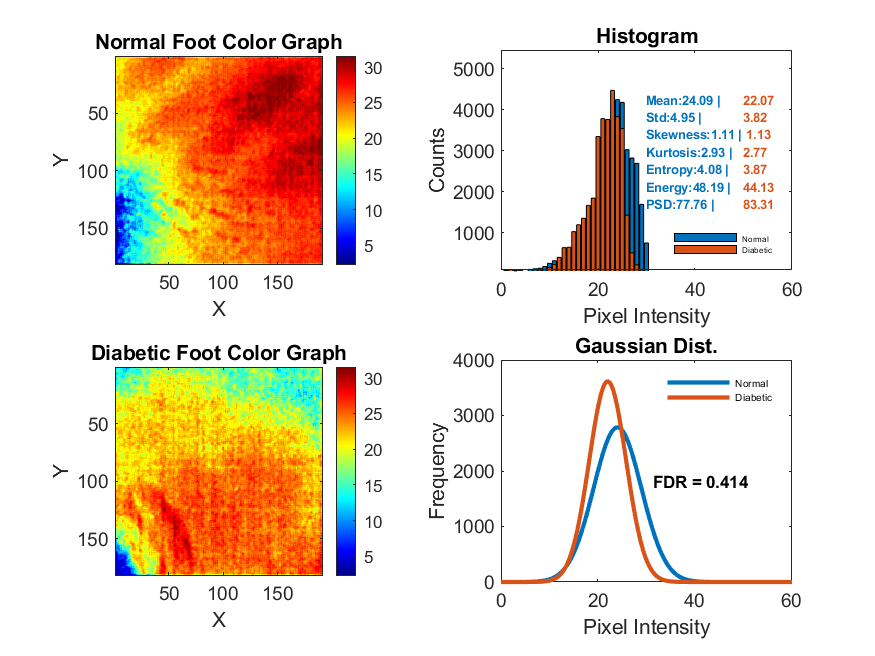 Normal Foot Color Graph
50
100
150
Y
50 100 150
X
30
25
20
15
10
5
Histogram
5000
4000
3000
2000
1000
Counts
Mean:24.09 | 22.07
Std:4.95 | 3.82
Skewness:1.11 | 1.13
Kurtosis:2.93 | 2.77
Entropy:4.08 | 3.87
Energy:48.19 | 44.13
PSD:77.76 | 83.31
Normal
Diabetic
0 20 40 60
Pixel Intensity
Diabetic Foot Color Graph
50
100
150
Y
50 100 150
X
30
25
20
15
10
5
Gaussian Dist.
4000
3000
2000
1000
0
Frequency
Normal
Diabetic
FDR = 0.414
0 20 40 60
Pixel Intensity